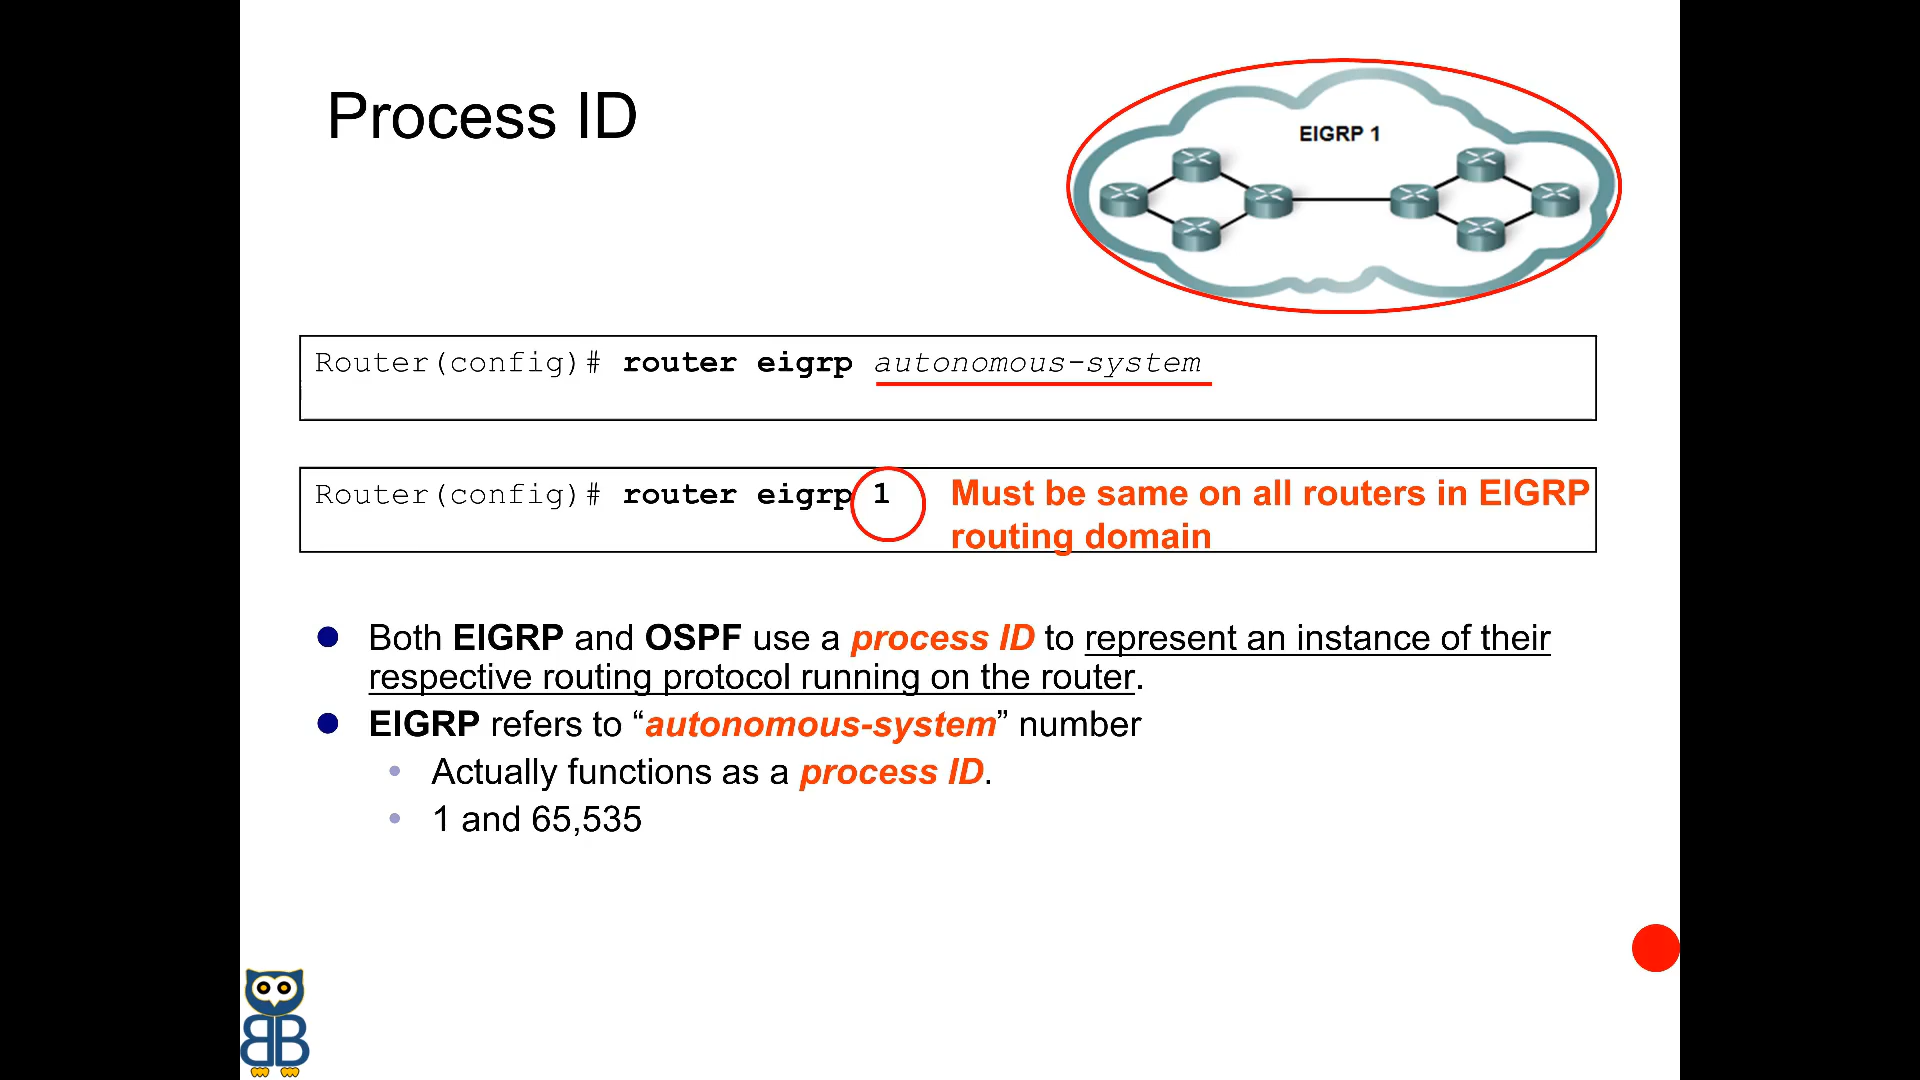 Process ID
EIGRP 1
Router(config)# router eigrp autonomous-system
Router(config)# router eigrp 1
Must be same on all routers in EIGRP
routing domain
Both EIGRP and OSPF use a process ID to represent an instance of their
respective routing protocol running on the router.
EIGRP refers to “autonomous-system” number
Actually functions as a process ID.
1 and 65,535
BB